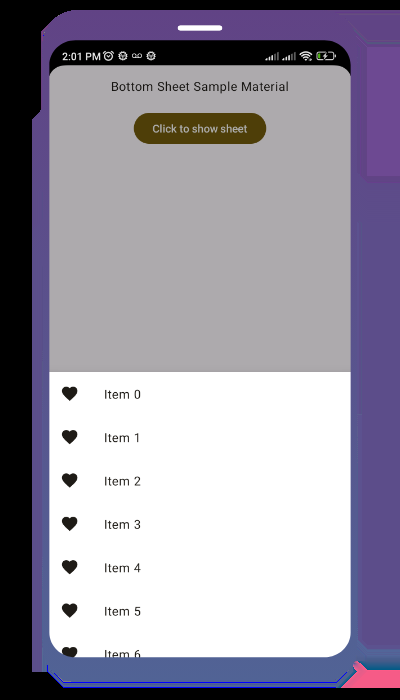 2:01 PM
Bottom Sheet Sample Material
Click to show sheet
Item 0
Item 1
Item 2
Item 3
Item 4
Item 5
Item 6